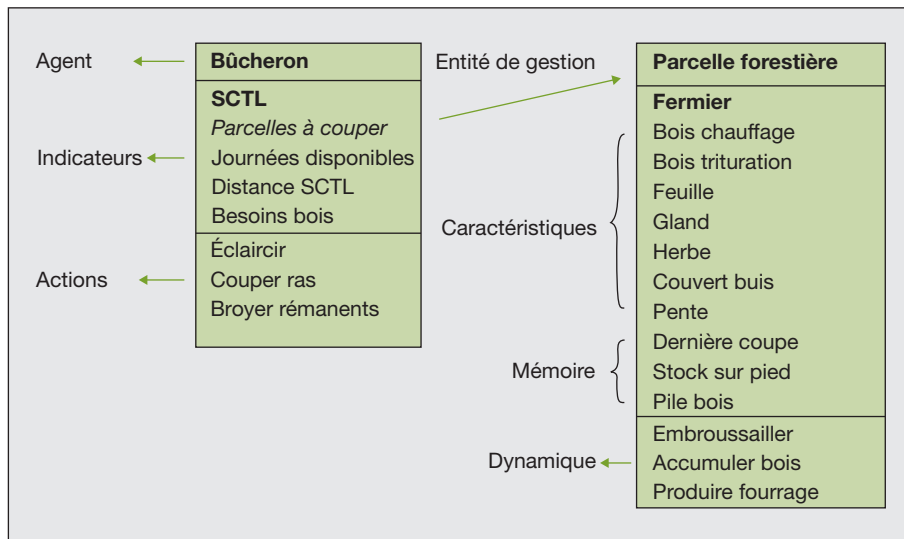 Agent
Bûcheron
SCTL
Parcelles à couper
Indicateurs
Journées disponibles
Distance SCTL
Besoins bois
Actions
Éclaircir
Couper ras
Broyer rémanents
Entité de gestion
Parcelle forestière
Fermier
Caractéristiques
Bois chauffage
Bois trituration
Feuille
Gland
Herbe
Couvert buis
Pente
Mémoire
Dernière coupe
Stock sur pied
Pile bois
Dynamique
Embroussailler
Accumuler bois
Produire fourrage